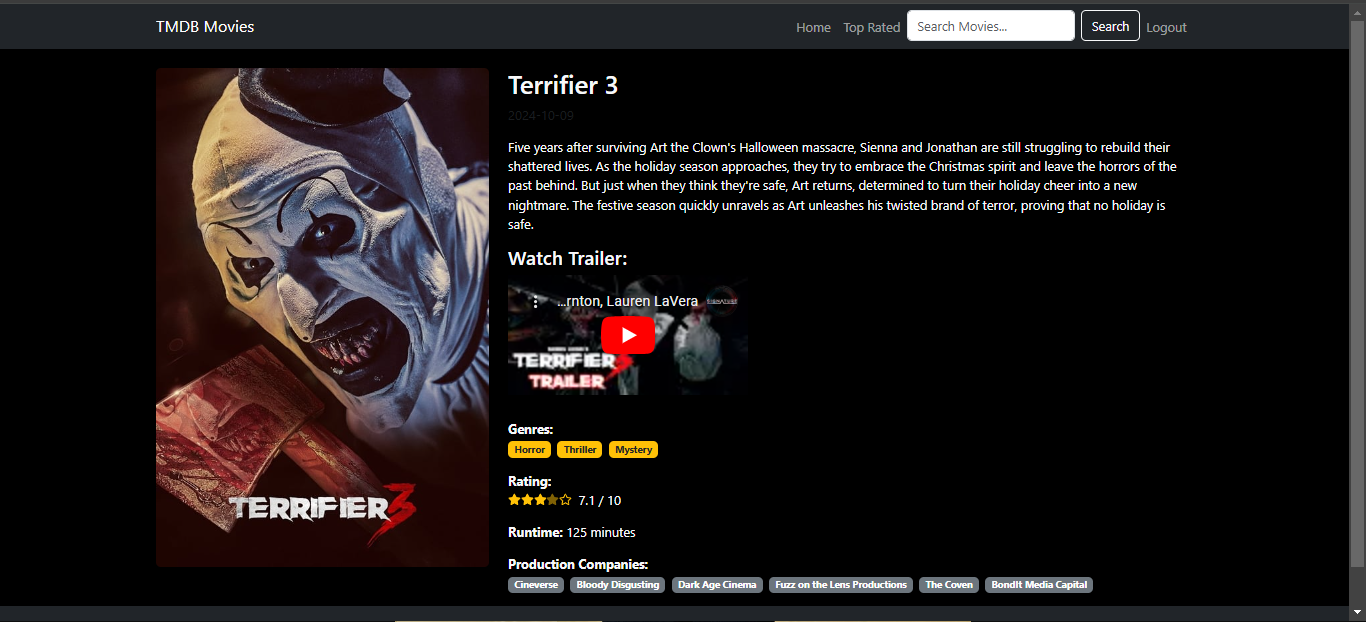 TMDB Movies
Home
Top Rated
Search Movies...
Search
Logout
Terrifier 3
2024-10-09
Five years after surviving Art the Clown's Halloween massacre, Sienna and Jonathan are still struggling to rebuild their
shattered lives. As the holiday season approaches, they try to embrace the Christmas spirit and leave the horrors of the
past behind. But just when they think they're safe, Art returns, determined to turn their holiday cheer into a new
nightmare. The festive season quickly unravels as Art unleashes his twisted brand of terror, proving that no holiday is
safe.
Watch Trailer:
...rnton, Lauren LaVera
TERRIFIER 3
TRAILER
Genres:
Horror Thriller Mystery
Rating:
7.1 / 10
Runtime: 125 minutes
Production Companies:
Cineverse Bloody Disgusting Dark Age Cinema Fuzz on the Lens Productions The Coven BondIt Media Capital
TERRIFIER 3